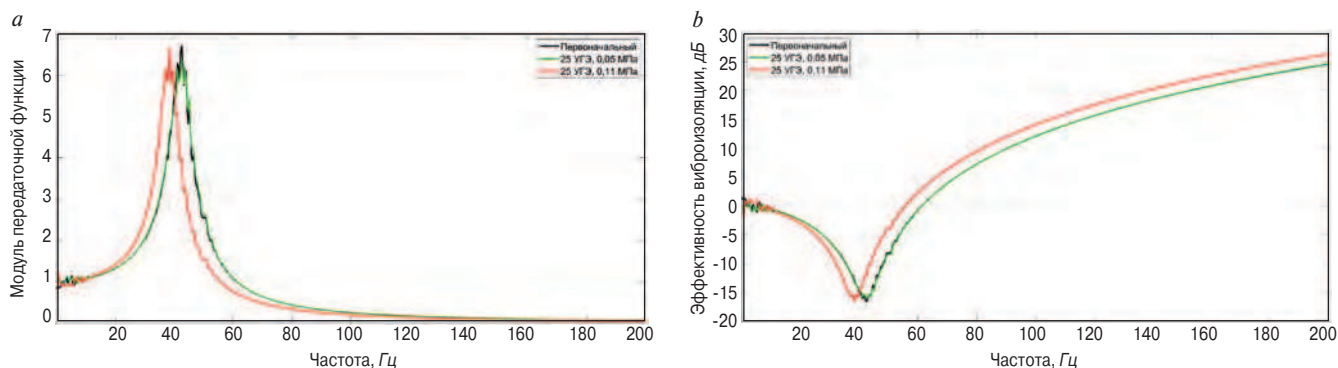 a
7
6
5
4
3
2
1
0
Модуль передаточной функции
Первоначальный
25 УГЭ, 0,05 МПа
25 УГЭ, 0,11 МПа
20 40 60 80 100 120 140 160 180 200
Частота, Гц
b
30
25
20
15
10
5
0
-5
-10
-15
-20
Эффективность виброизоляции, дБ
Первоначальный
25 УГЭ, 0,05 МПа
25 УГЭ, 0,11 МПа
20 40 60 80 100 120 140 160 180 200
Частота, Гц